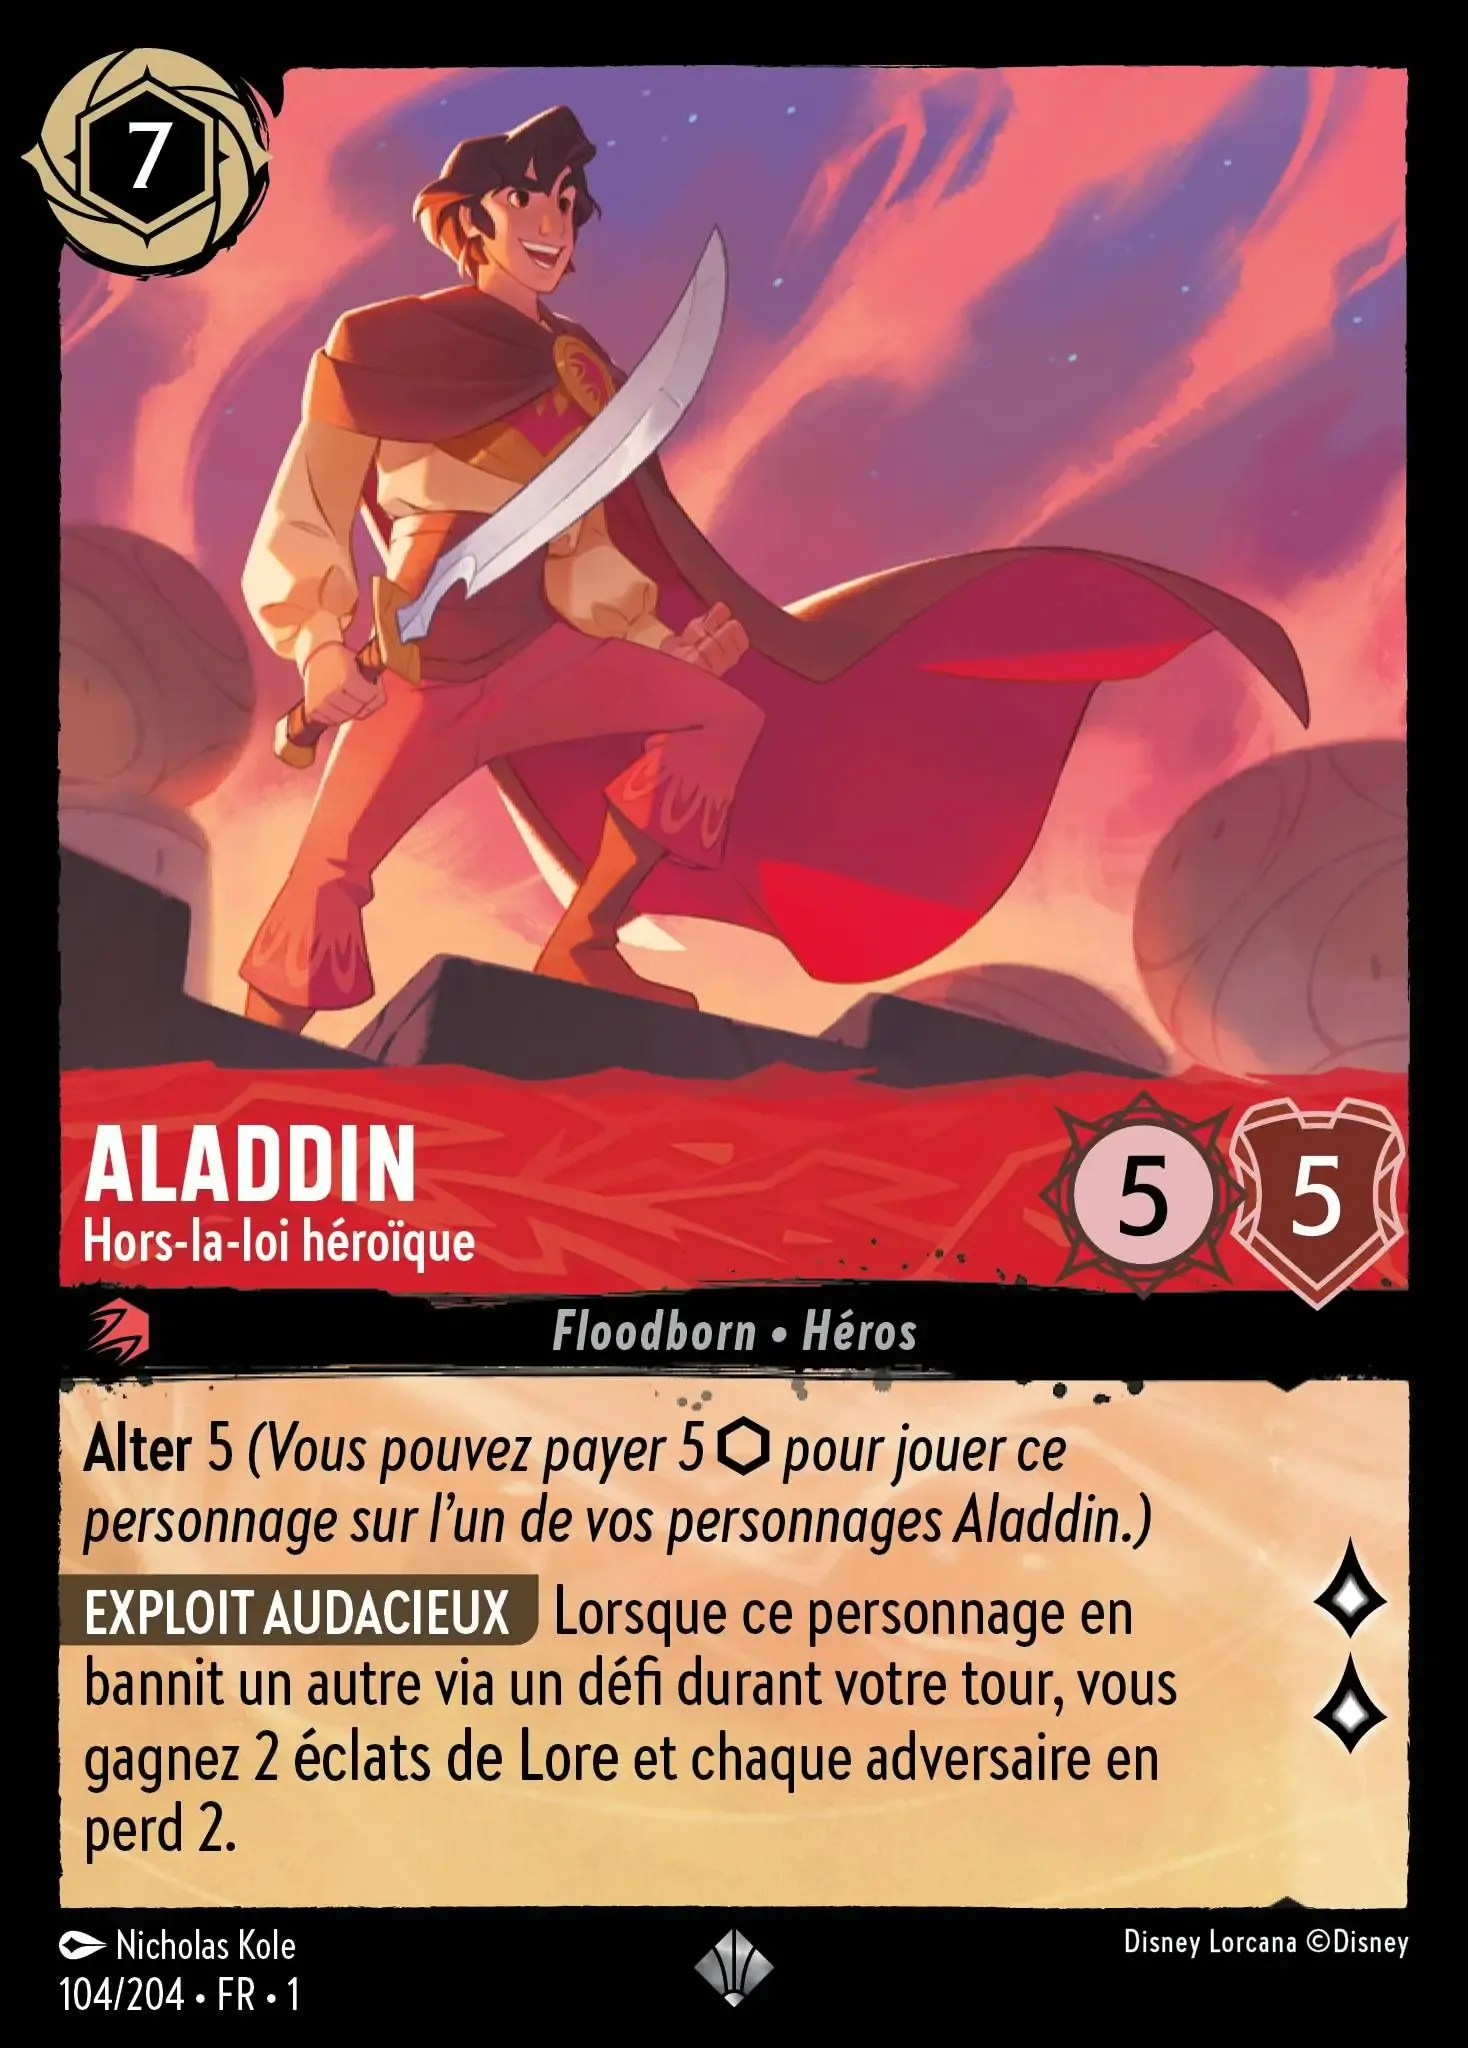 7
ALADDIN
Hors-la-loi héroïque
5
5
Floodborn • Héros
Alter 5 (Vous pouvez payer 5 ⬡ pour jouer ce
personnage sur l'un de vos personnages Aladdin.)
EXPLOIT AUDACIEUX Lorsque ce personnage en
bannit un autre via un défi durant votre tour, vous
gagnez 2 éclats de Lore et chaque adversaire en
perd 2.
Nicholas Kole
Disney Lorcana ©Disney
104/204 • FR • 1